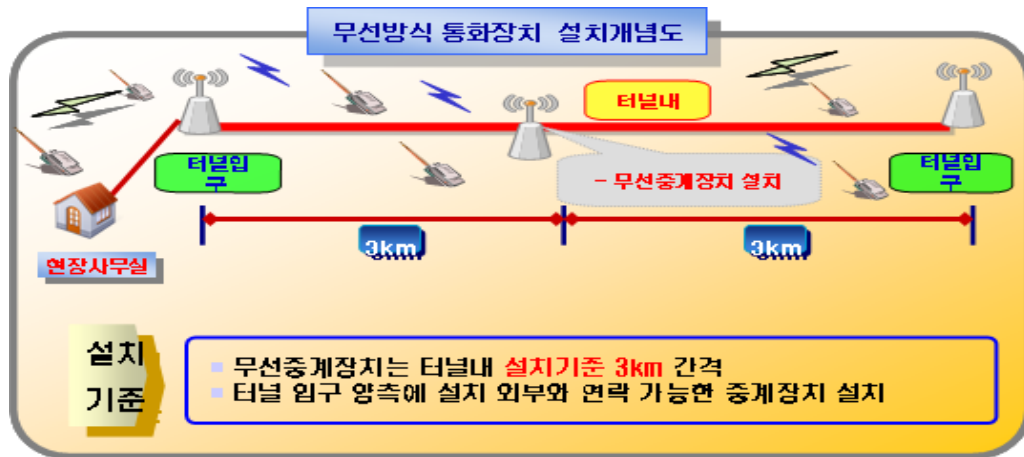 무선방식 통화장치 설치개념도
터널내
터널입
구
터널입
구
- 무선중계장치 설치
3km
3km
현장사무실
설치
기준
무선중계장치는 터널내 설치기준 3km 간격
터널 입구 양측에 설치 외부와 연락 가능한 중계장치 설치